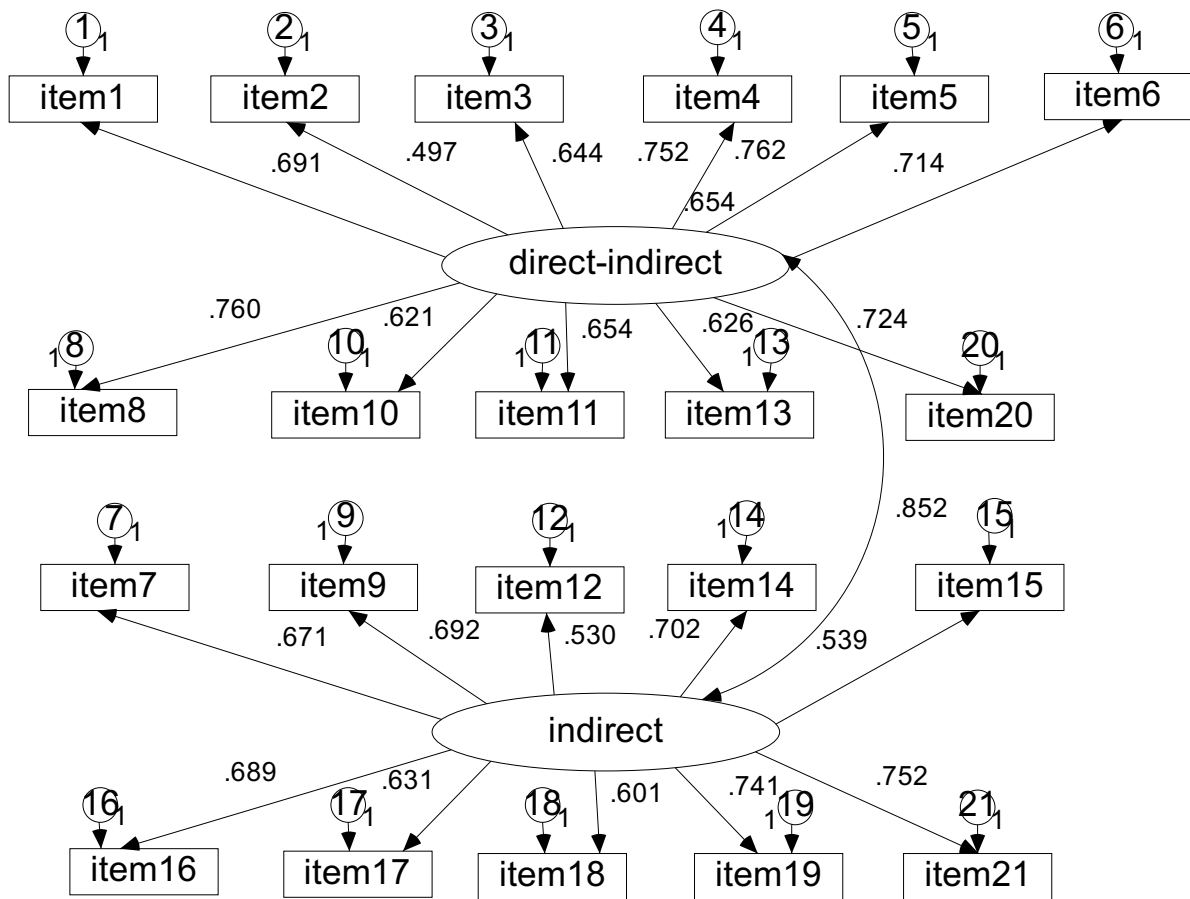 1 2 3 4 5 6
1 1 1 1 1 1
item1 item2 item3 item4 item5 item6
.691 .497 .644 .752 .762 .714
.654
direct-indirect
.760 .621 .654 .626 .724
8 10 11 13 20
1 1 1 1 1
item8 item10 item11 item13 item20
7 9 12 14 .852 15
1 1 1 1 1
item7 item9 item12 item14 item15
.671 .692 .530 .702 .539
indirect
.689 .631 .601 .741 .752
16 17 18 19 21
1 1 1 1 1
item16 item17 item18 item19 item21